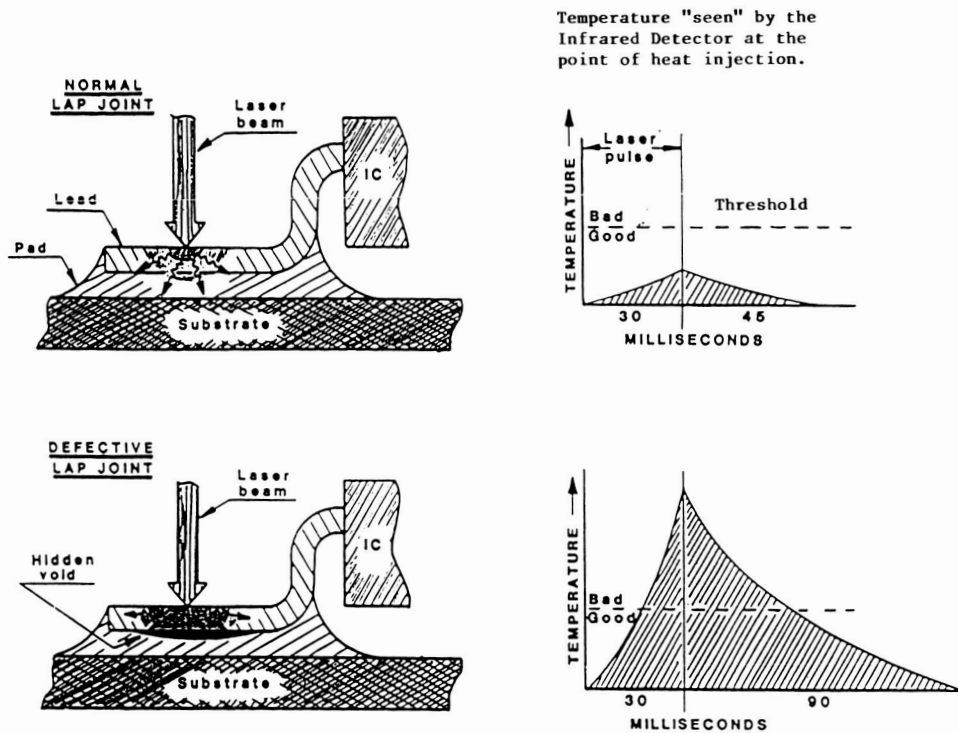 Temperature "seen" by the
Infrared Detector at the
point of heat injection.
NORMAL
LAP JOINT
Laser
beam
IC
Lead
Pad
Substrate
TEMPERATURE
Laser
pulse
Threshold
Bad
Good
30
45
MILLISECONDS
DEFECTIVE
LAP JOINT
Laser
beam
IC
Hidden
void
Substrate
TEMPERATURE
Bad
Good
30
90
MILLISECONDS